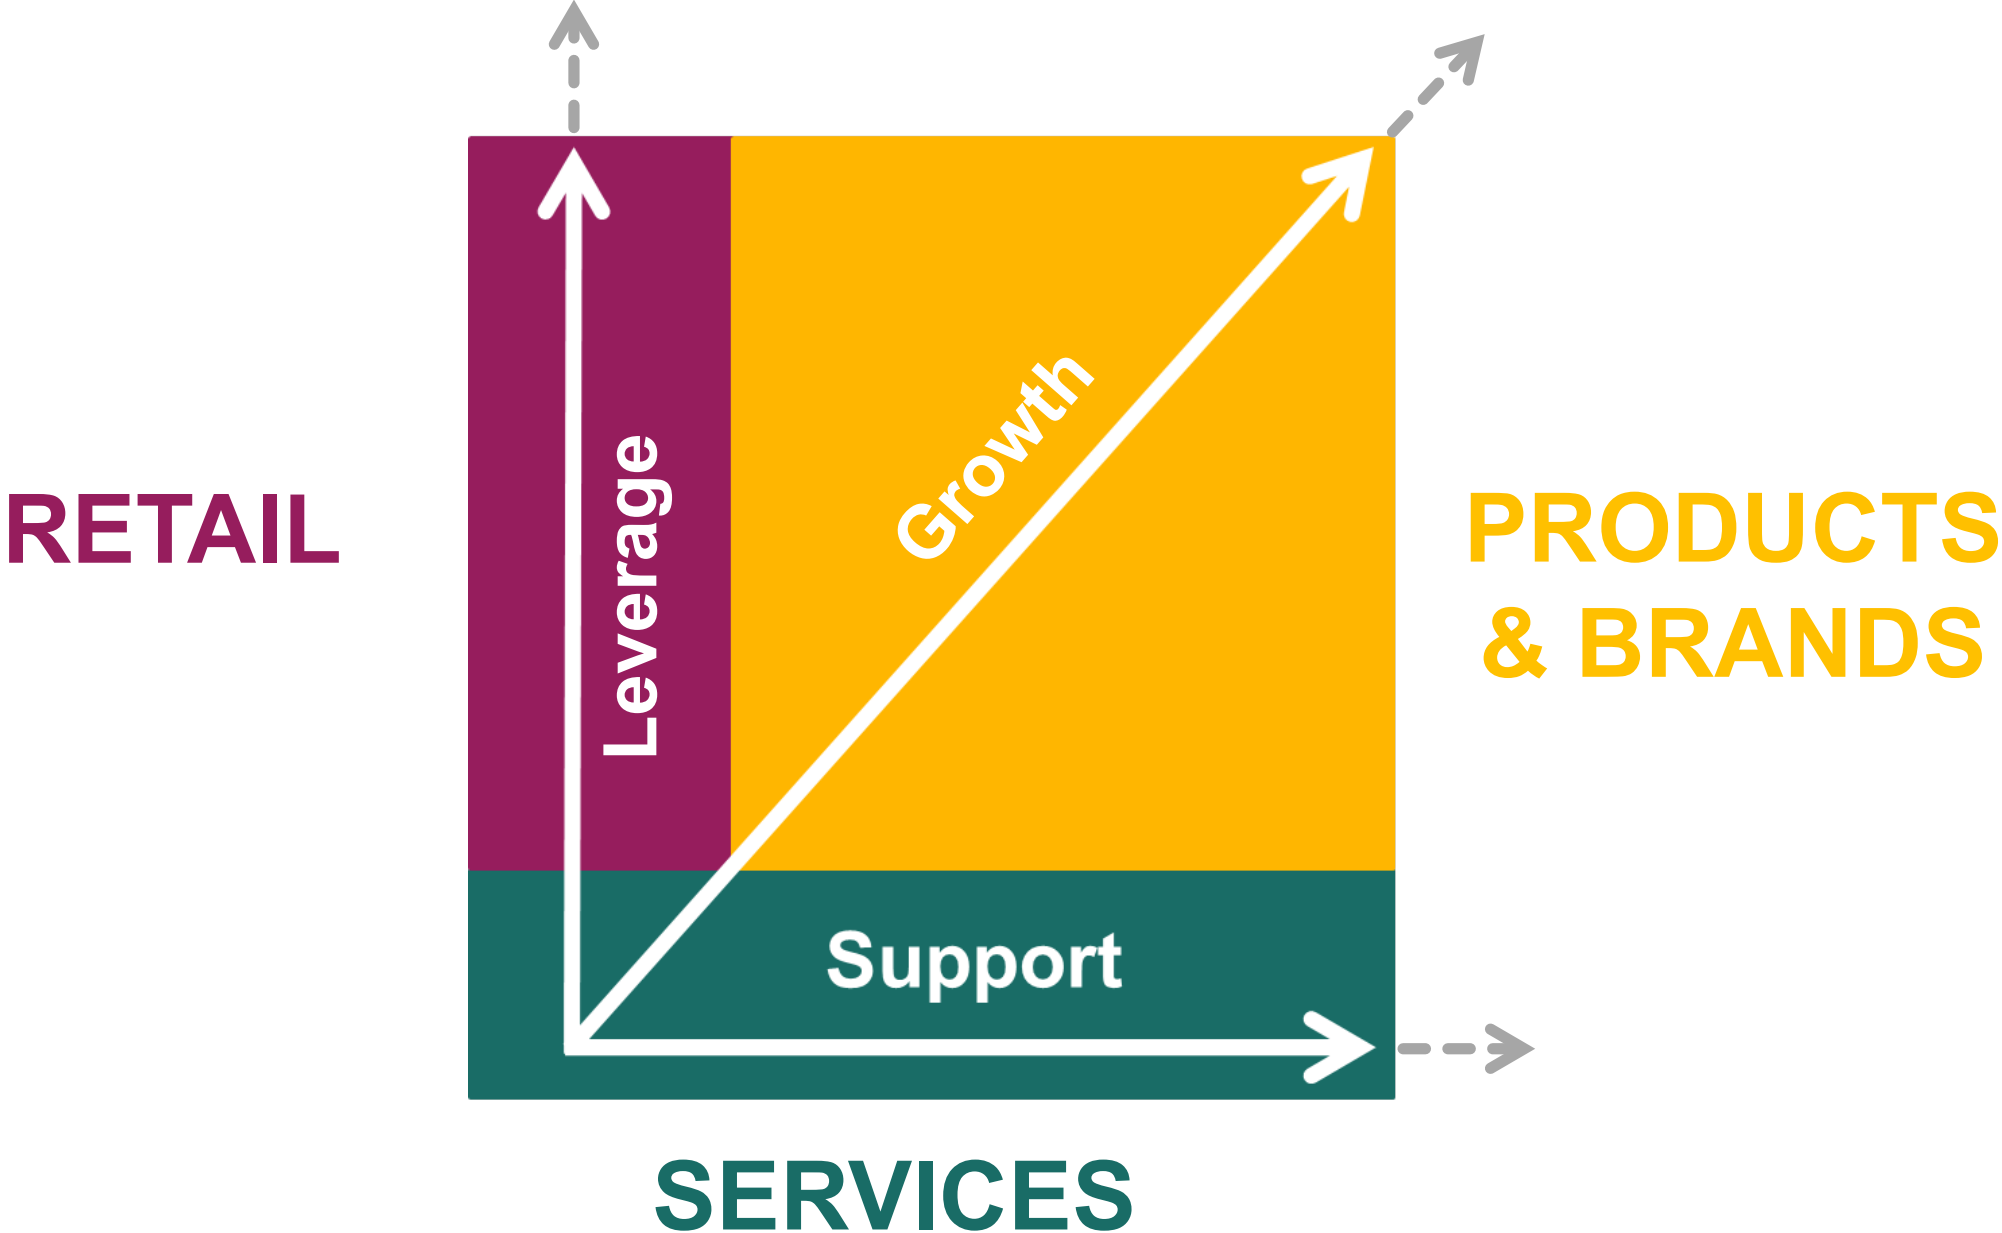 RETAIL
Leverage
Growth
PRODUCTS
& BRANDS
Support
SERVICES